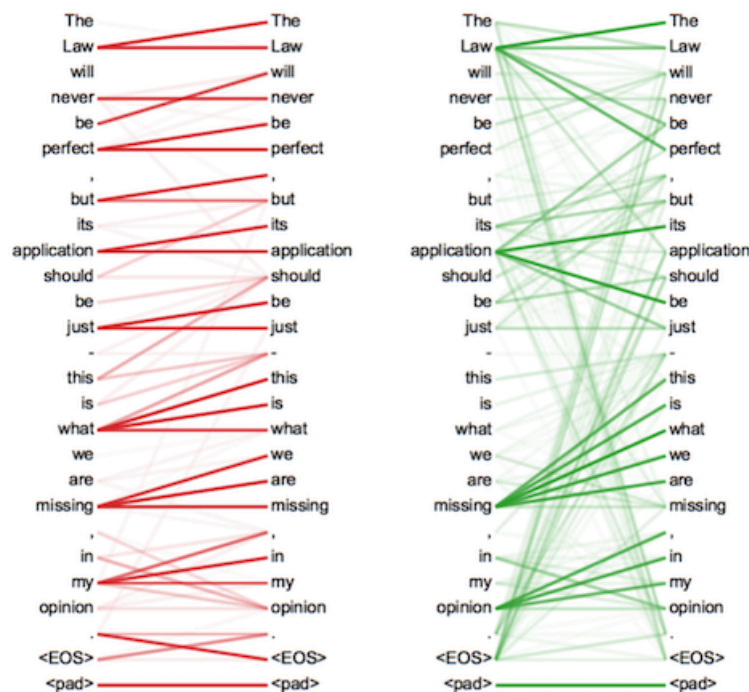 The The The The
Law Law Law Law
will will will will
never never never never
be be be be
perfect perfect perfect perfect
, , , ,
but but but but
its its its its
application application application application
should should should should
be be be be
just just just just
- - - -
this this this this
is is is is
what what what what
we we we we
are are are are
missing missing missing missing
, , , ,
in in in in
my my my my
opinion opinion opinion opinion
. . . .
<EOS> <EOS> <EOS> <EOS>
<pad> <pad> <pad> <pad>